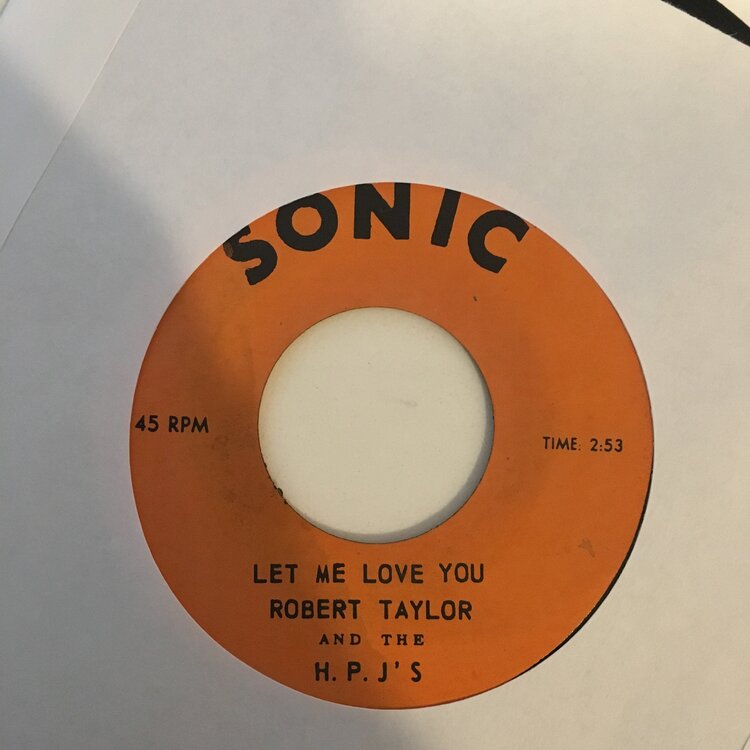 SONIC
45 RPM
TIME: 2:53
LET ME LOVE YOU
ROBERT TAYLOR
AND THE
H. P. J'S